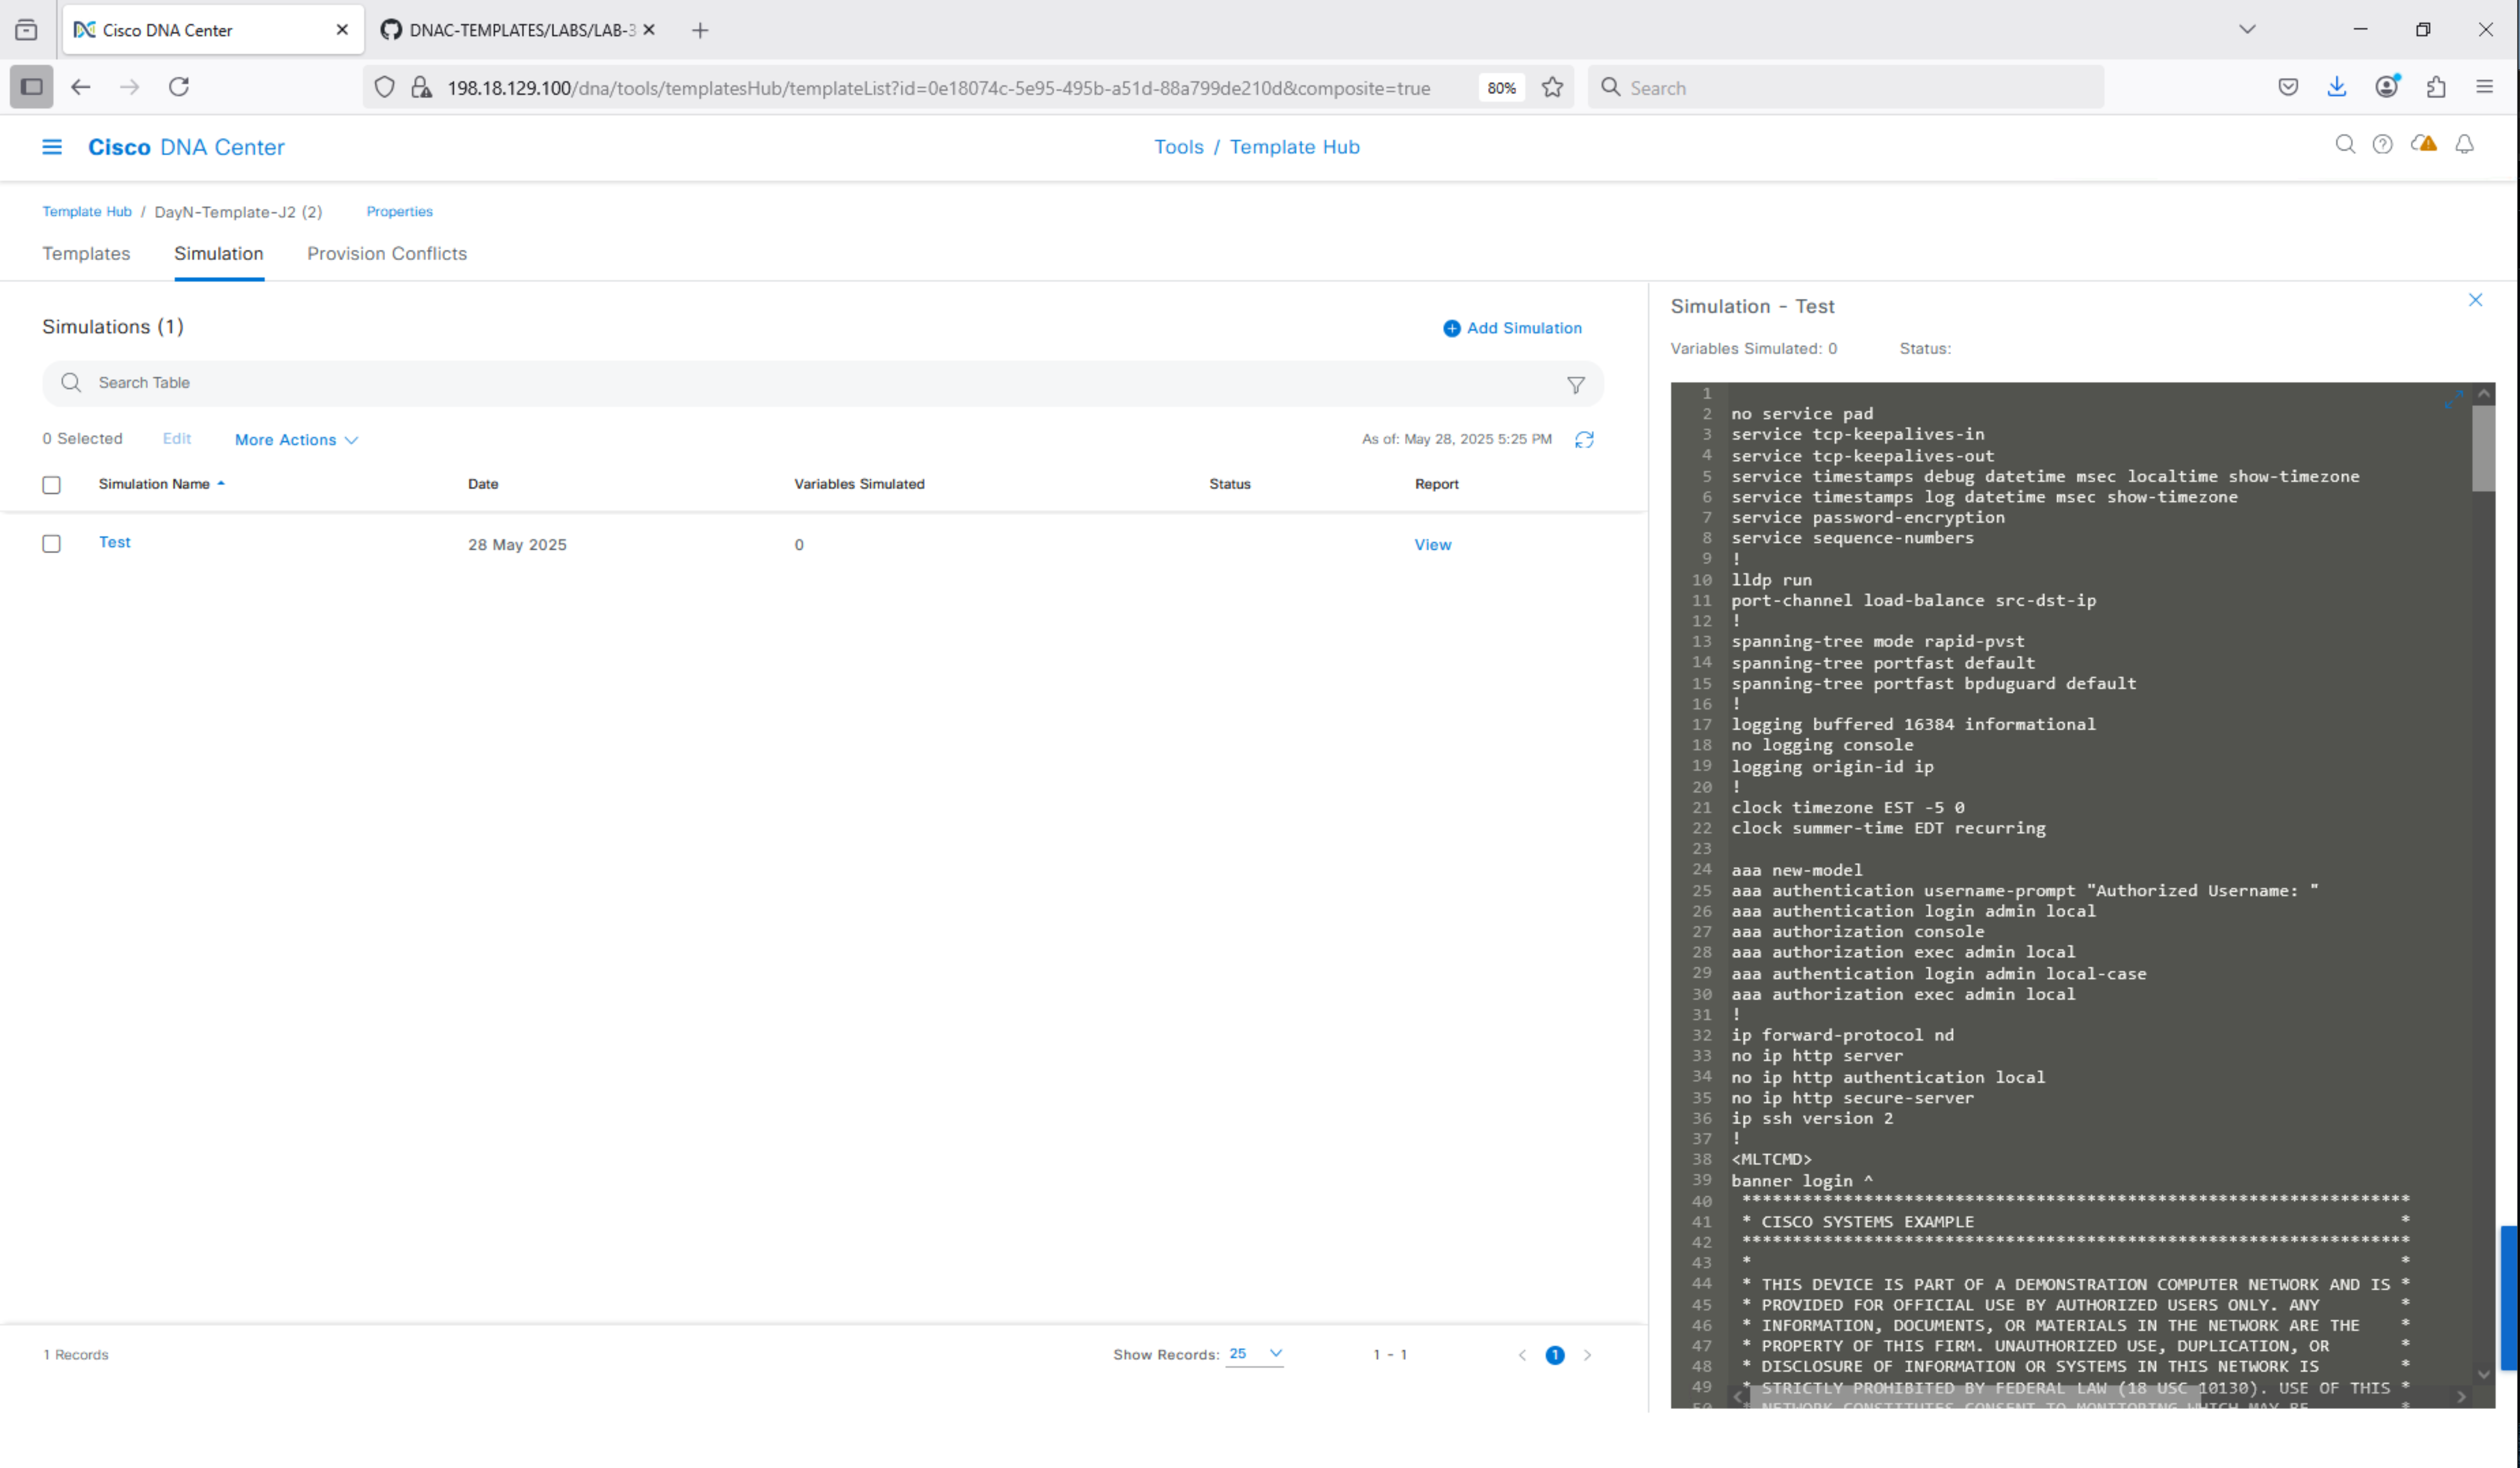 Cisco DNA Center
DNAC-TEMPLATES/LABS/LAB-3
198.18.129.100/dna/tools/templatesHub/templateList?id=0e18074c-5e95-495b-a51d-88a799de210d&composite=true
80%
Search
Cisco DNA Center
Tools / Template Hub
Template Hub / DayN-Template-J2 (2) Properties
Templates Simulation Provision Conflicts
Simulations (1)
Add Simulation
Search Table
0 Selected Edit More Actions
As of: May 28, 2025 5:25 PM
Simulation Name Date Variables Simulated Status Report
Test 28 May 2025 0 View
1 Records
Show Records: 25
1 - 1
1
Simulation - Test
Variables Simulated: 0 Status:
1
2 no service pad
3 service tcp-keepalives-in
4 service tcp-keepalives-out
5 service timestamps debug datetime msec localtime show-timezone
6 service timestamps log datetime msec show-timezone
7 service password-encryption
8 service sequence-numbers
9 !
10 lldp run
11 port-channel load-balance src-dst-ip
12 !
13 spanning-tree mode rapid-pvst
14 spanning-tree portfast default
15 spanning-tree portfast bpduguard default
16 !
17 logging buffered 16384 informational
18 no logging console
19 logging origin-id ip
20 !
21 clock timezone EST -5 0
22 clock summer-time EDT recurring
23
24 aaa new-model
25 aaa authentication username-prompt "Authorized Username: "
26 aaa authentication login admin local
27 aaa authorization console
28 aaa authorization exec admin local
29 aaa authentication login admin local-case
30 aaa authorization exec admin local
31 !
32 ip forward-protocol nd
33 no ip http server
34 no ip http authentication local
35 no ip http secure-server
36 ip ssh version 2
37 !
38 <MLTCMD>
39 banner login ^
40 ******************************************************************
41 * CISCO SYSTEMS EXAMPLE *
42 ******************************************************************
43 * *
44 * THIS DEVICE IS PART OF A DEMONSTRATION COMPUTER NETWORK AND IS *
45 * PROVIDED FOR OFFICIAL USE BY AUTHORIZED USERS ONLY. ANY *
46 * INFORMATION, DOCUMENTS, OR MATERIALS IN THE NETWORK ARE THE *
47 * PROPERTY OF THIS FIRM. UNAUTHORIZED USE, DUPLICATION, OR *
48 * DISCLOSURE OF INFORMATION OR SYSTEMS IN THIS NETWORK IS *
49 * STRICTLY PROHIBITED BY FEDERAL LAW (18 USC 10130). USE OF THIS *
50 * NETWORK CONSTITUTES CONSENT TO MONITORING WHICH MAY BE *